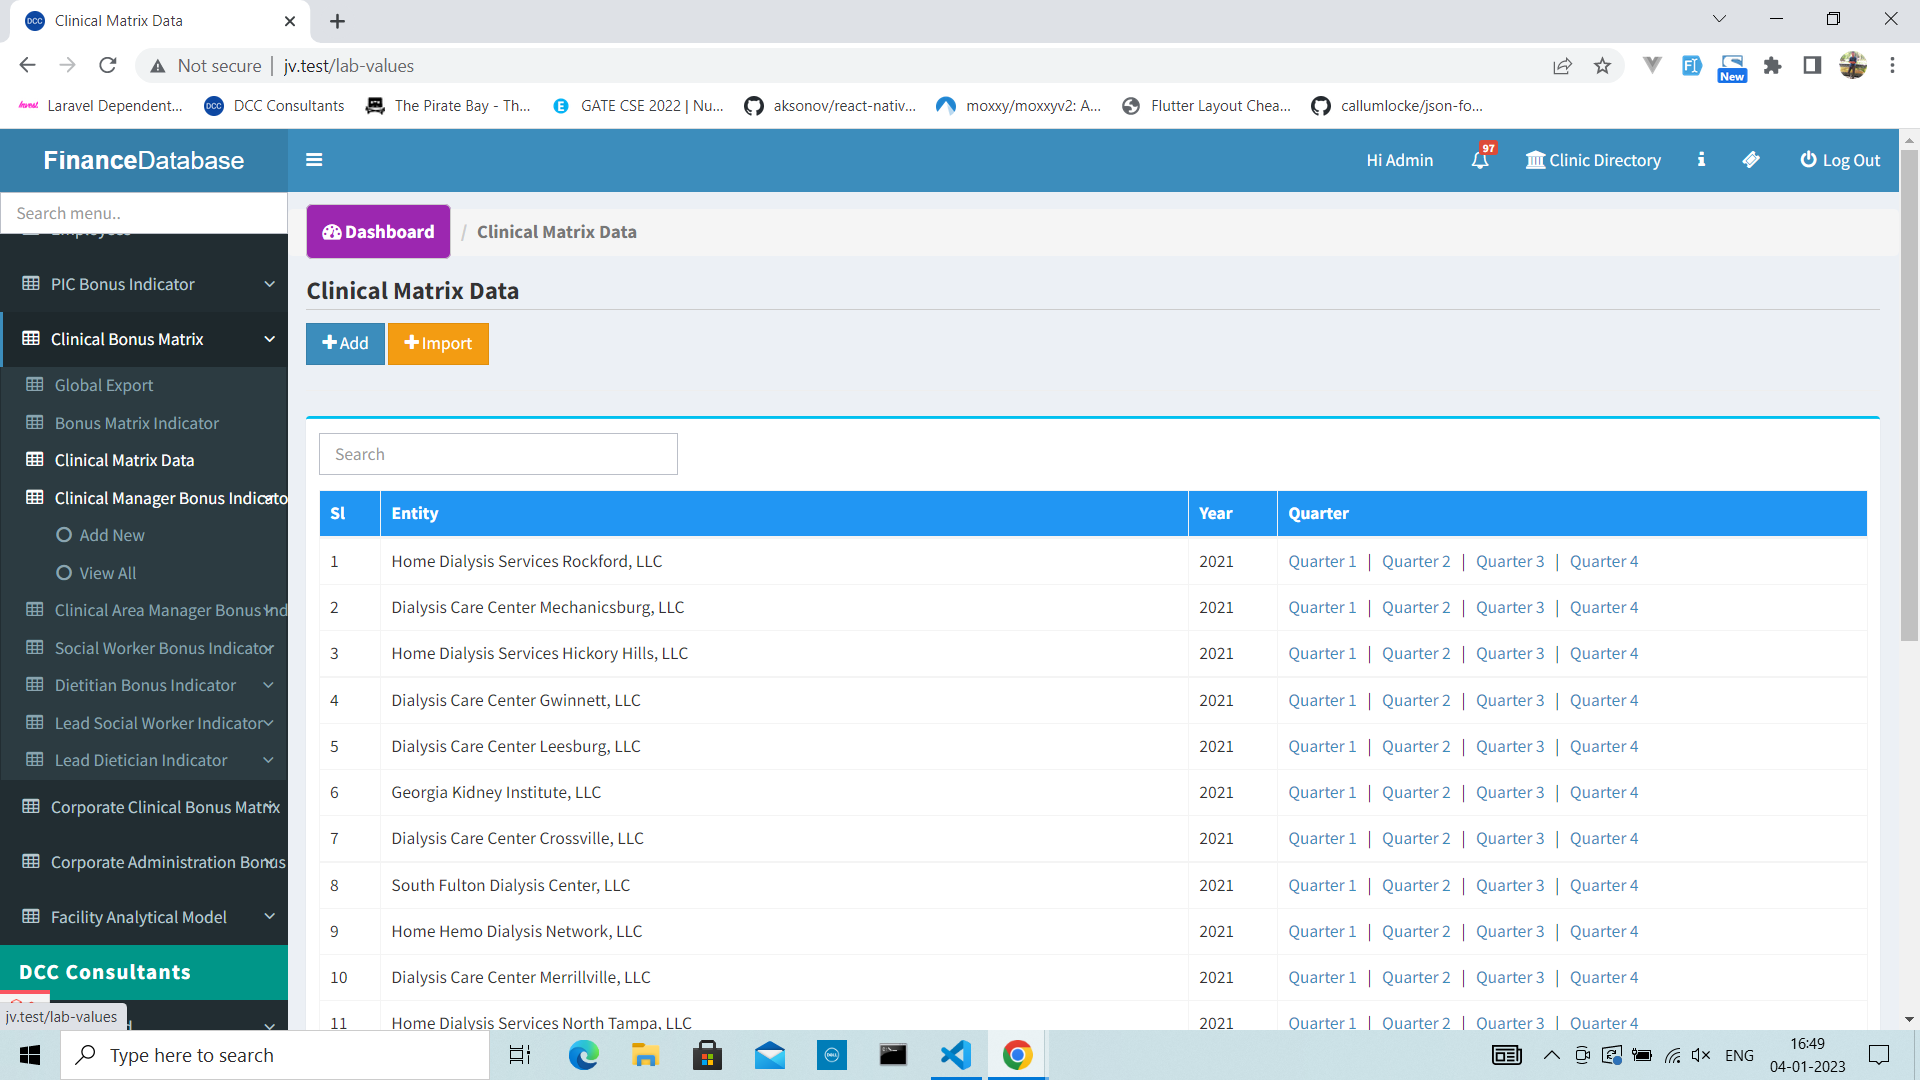 Clinical Matrix Data
Not secure | jv.test/lab-values
New
Laravel Dependent...
DCC Consultants
The Pirate Bay - Th...
GATE CSE 2022 | Nu...
aksonov/react-nativ...
moxxy/moxxyv2: A...
Flutter Layout Chea...
callumlocke/json-fo...
FinanceDatabase
Hi Admin
97
Clinic Directory
Log Out
Search menu..
Employees
PIC Bonus Indicator
Clinical Bonus Matrix
Global Export
Bonus Matrix Indicator
Clinical Matrix Data
Clinical Manager Bonus Indicato
Add New
View All
Clinical Area Manager Bonus Ind
Social Worker Bonus Indicator
Dietitian Bonus Indicator
Lead Social Worker Indicator
Lead Dietician Indicator
Corporate Clinical Bonus Matrix
Corporate Administration Bonus
Facility Analytical Model
DCC Consultants
jv.test/lab-values
Dashboard / Clinical Matrix Data
Clinical Matrix Data
Add Import
Search
Sl Entity Year Quarter
1 Home Dialysis Services Rockford, LLC 2021 Quarter 1 | Quarter 2 | Quarter 3 | Quarter 4
2 Dialysis Care Center Mechanicsburg, LLC 2021 Quarter 1 | Quarter 2 | Quarter 3 | Quarter 4
3 Home Dialysis Services Hickory Hills, LLC 2021 Quarter 1 | Quarter 2 | Quarter 3 | Quarter 4
4 Dialysis Care Center Gwinnett, LLC 2021 Quarter 1 | Quarter 2 | Quarter 3 | Quarter 4
5 Dialysis Care Center Leesburg, LLC 2021 Quarter 1 | Quarter 2 | Quarter 3 | Quarter 4
6 Georgia Kidney Institute, LLC 2021 Quarter 1 | Quarter 2 | Quarter 3 | Quarter 4
7 Dialysis Care Center Crossville, LLC 2021 Quarter 1 | Quarter 2 | Quarter 3 | Quarter 4
8 South Fulton Dialysis Center, LLC 2021 Quarter 1 | Quarter 2 | Quarter 3 | Quarter 4
9 Home Hemo Dialysis Network, LLC 2021 Quarter 1 | Quarter 2 | Quarter 3 | Quarter 4
10 Dialysis Care Center Merrillville, LLC 2021 Quarter 1 | Quarter 2 | Quarter 3 | Quarter 4
11 Home Dialysis Services North Tampa, LLC 2021 Quarter 1 | Quarter 2 | Quarter 3 | Quarter 4
Type here to search
ENG
16:49
04-01-2023